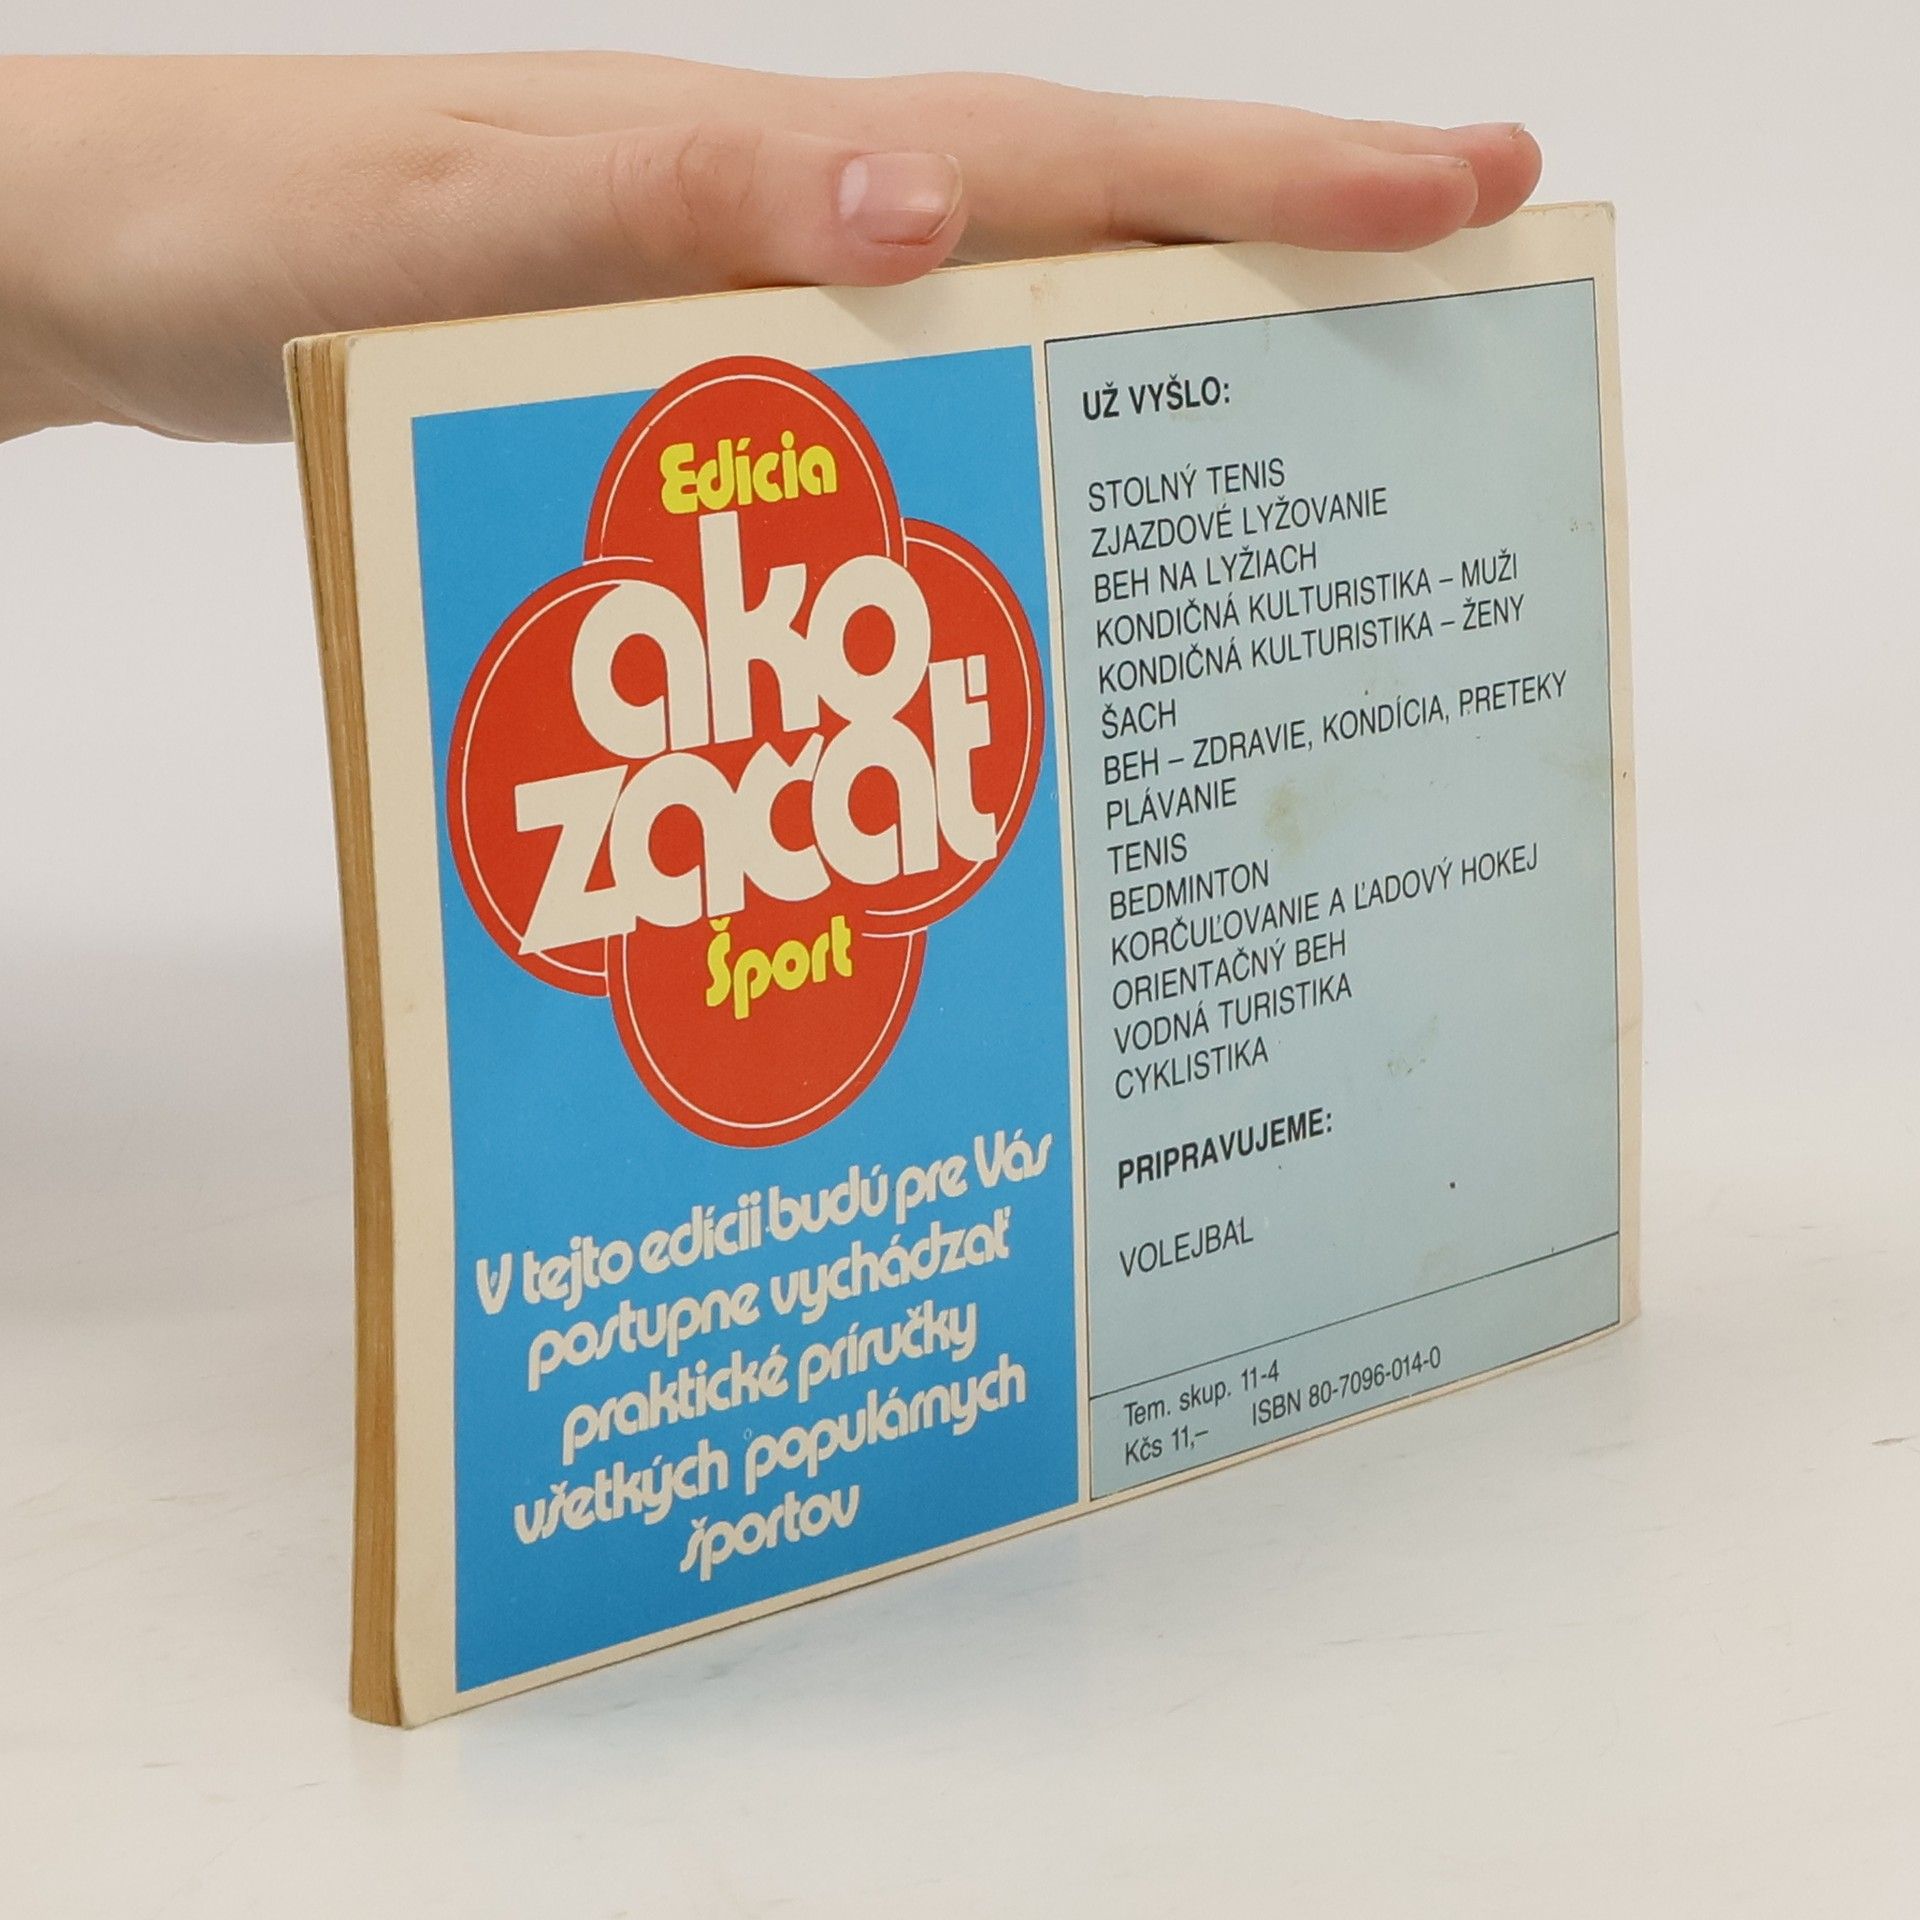 Edícia
ako
začať
Šport
V tejto edícii budú pre Vás
postupne vychádzať
praktické príručky
všetkých populárnych
športov
UŽ VYŠLO:
STOLNÝ TENIS
ZJAZDOVÉ LYŽOVANIE
BEH NA LYŽIACH
KONDIČNÁ KULTURISTIKA – MUŽI
KONDIČNÁ KULTURISTIKA – ŽENY
ŠACH
BEH – ZDRAVIE, KONDÍCIA, PRETEKY
PLÁVANIE
TENIS
BEDMINTON
KORČUĽOVANIE A ĽADOVÝ HOKEJ
ORIENTAČNÝ BEH
VODNÁ TURISTIKA
CYKLISTIKA
PRIPRAVUJEME:
VOLEJBAL
Tem. skup. 11-4
Kčs 11,– ISBN 80-7096-014-0